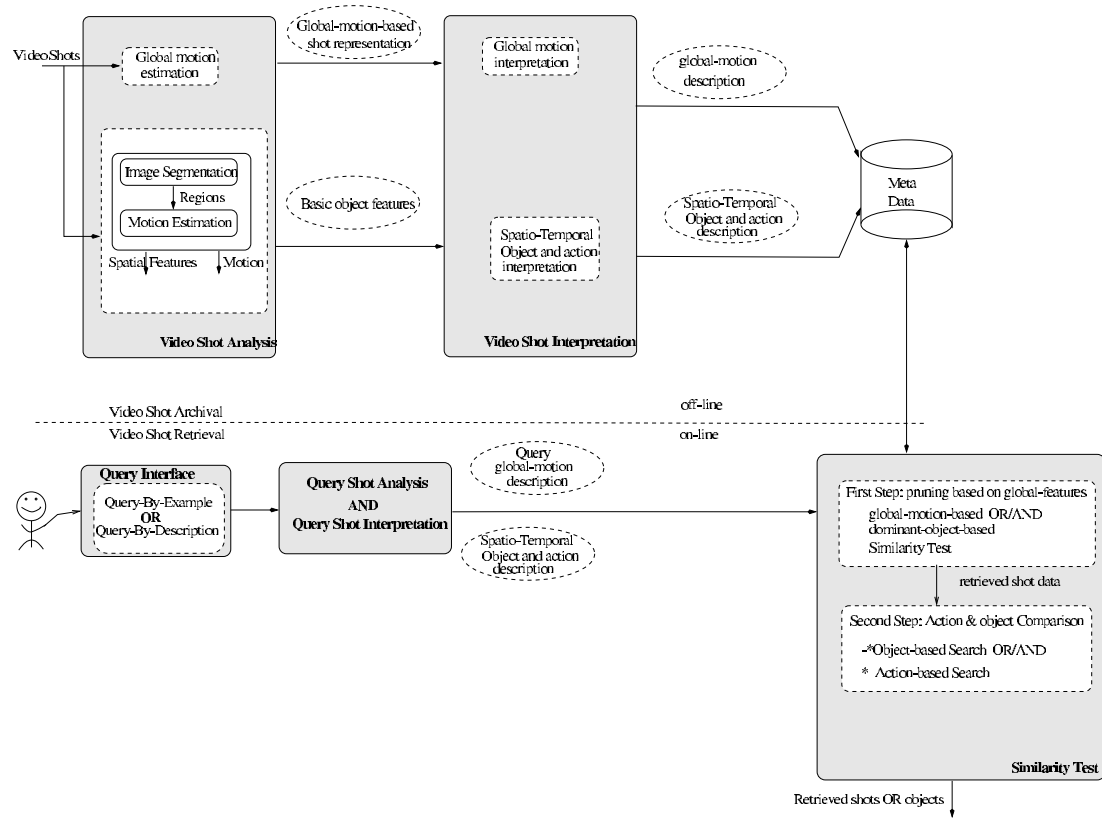 Video Shots
Global motion
estimation
Global-motion-based
shot representation
Global motion
interpretation
global-motion
description
Image Segmentation
Regions
Motion Estimation
Spatial Features
Motion
Basic object features
Spatio-Temporal
Object and action
interpretation
Spatio-Temporal
Object and action
description
Meta
Data
Video Shot Analysis
Video Shot Interpretation
Video Shot Archival
off-line
Video Shot Retrieval
on-line
Query Interface
Query-By-Example
OR
Query-By-Description
Query Shot Analysis
AND
Query Shot Interpretation
Query
global-motion
description
Spatio-Temporal
Object and action
description
First Step: pruning based on global-features
global-motion-based OR/AND
dominant-object-based
Similarity Test
retrieved shot data
Second Step: Action & object Comparison
-*Object-based Search OR/AND
* Action-based Search
Similarity Test
Retrieved shots OR objects